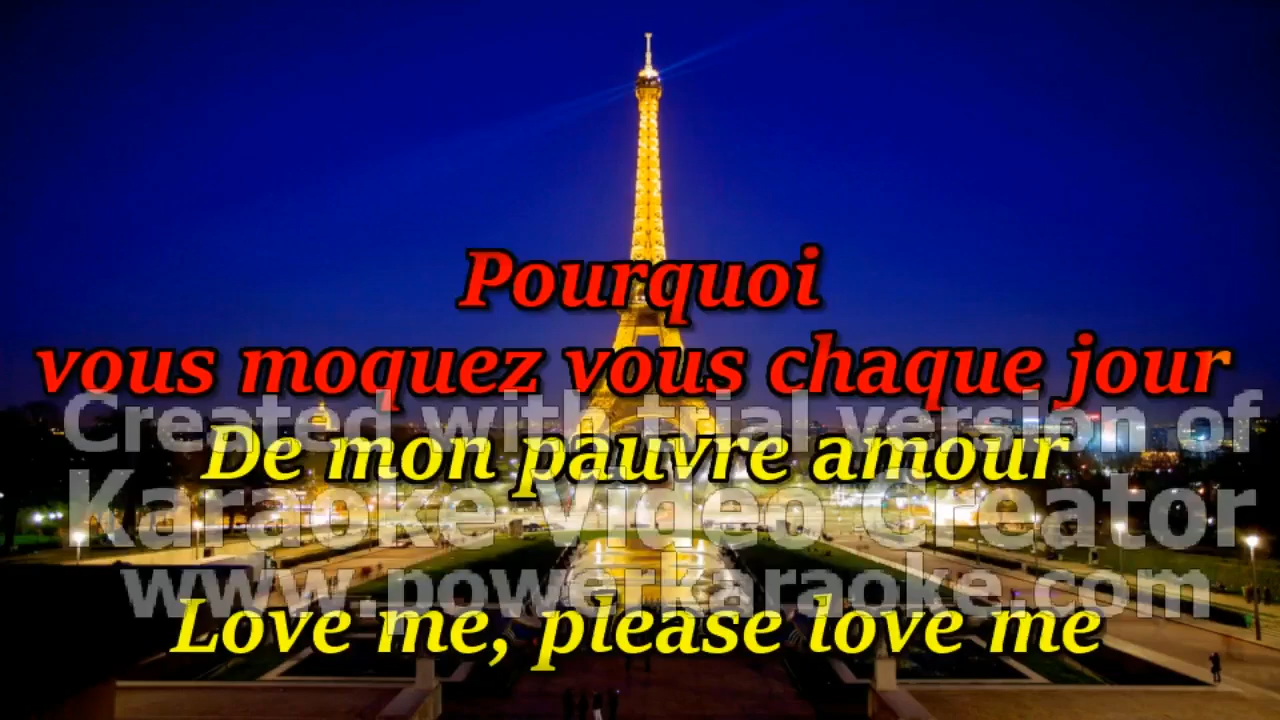 Pourquoi
vous moquez vous chaque jour
Created with trial version of
De mon pauvre amour
Karaoke Video Creator
www.powerkaraoke.com
Love me, please love me